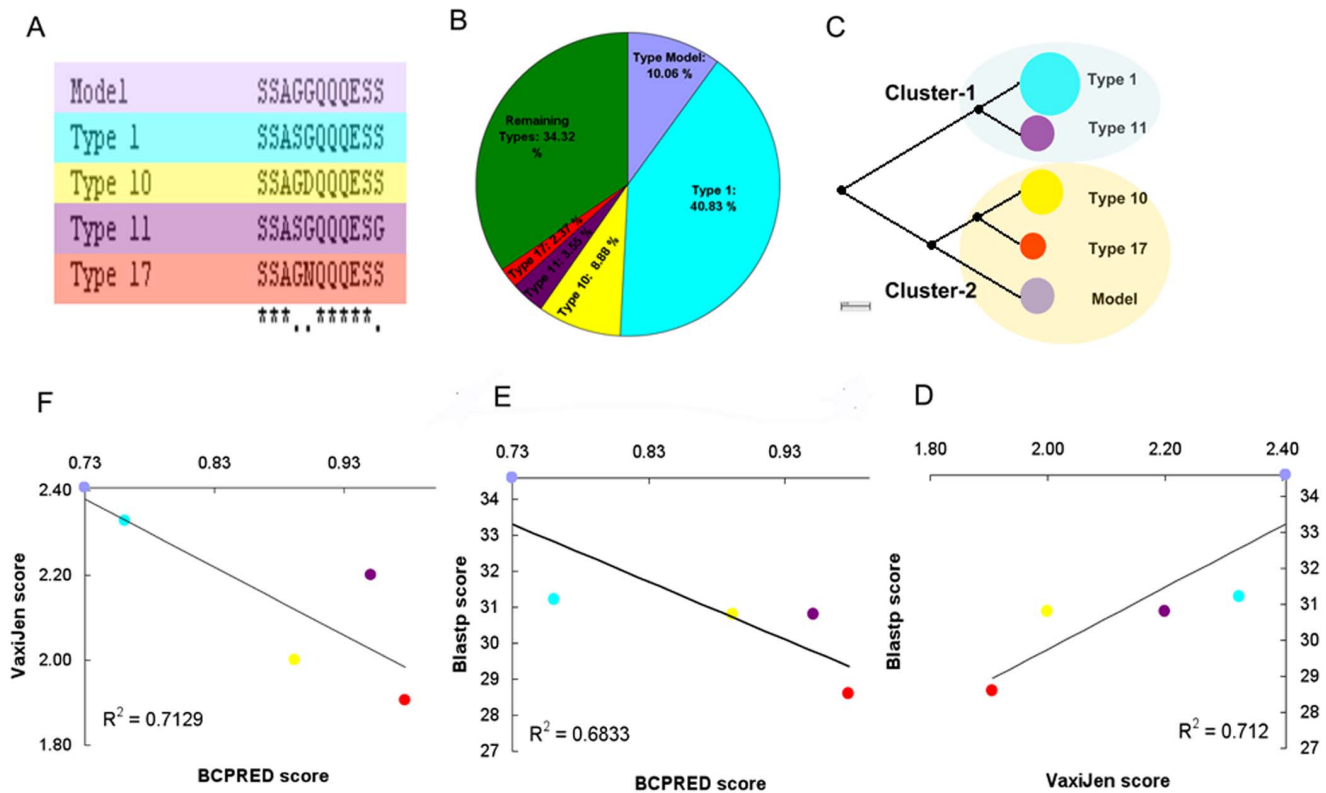 A
Model SSAGGQQQESS
Type 1 SSASGQQQESS
Type 10 SSAGDQQQESS
Type 11 SSASGQQQESG
Type 17 SSAGNQQQESS
***..*****.
B
Type Model:
10.06 %
Type 1:
40.83 %
Type 10: 8.88 %
Type 11: 3.55 %
Type 17: 2.37 %
Remaining
Types: 34.32
%
C
Cluster-1
Type 1
Type 11
Type 10
Type 17
Cluster-2
Model
F
0.73 0.83 0.93
2.40
2.20
2.00
1.80
VaxiJen score
R² = 0.7129
BCPRED score
E
0.73 0.83 0.93
34
33
32
31
30
29
28
27
Blastp score
R² = 0.6833
BCPRED score
D
1.80 2.00 2.20 2.40
34
33
32
31
30
29
28
27
Blastp score
R² = 0.712
VaxiJen score